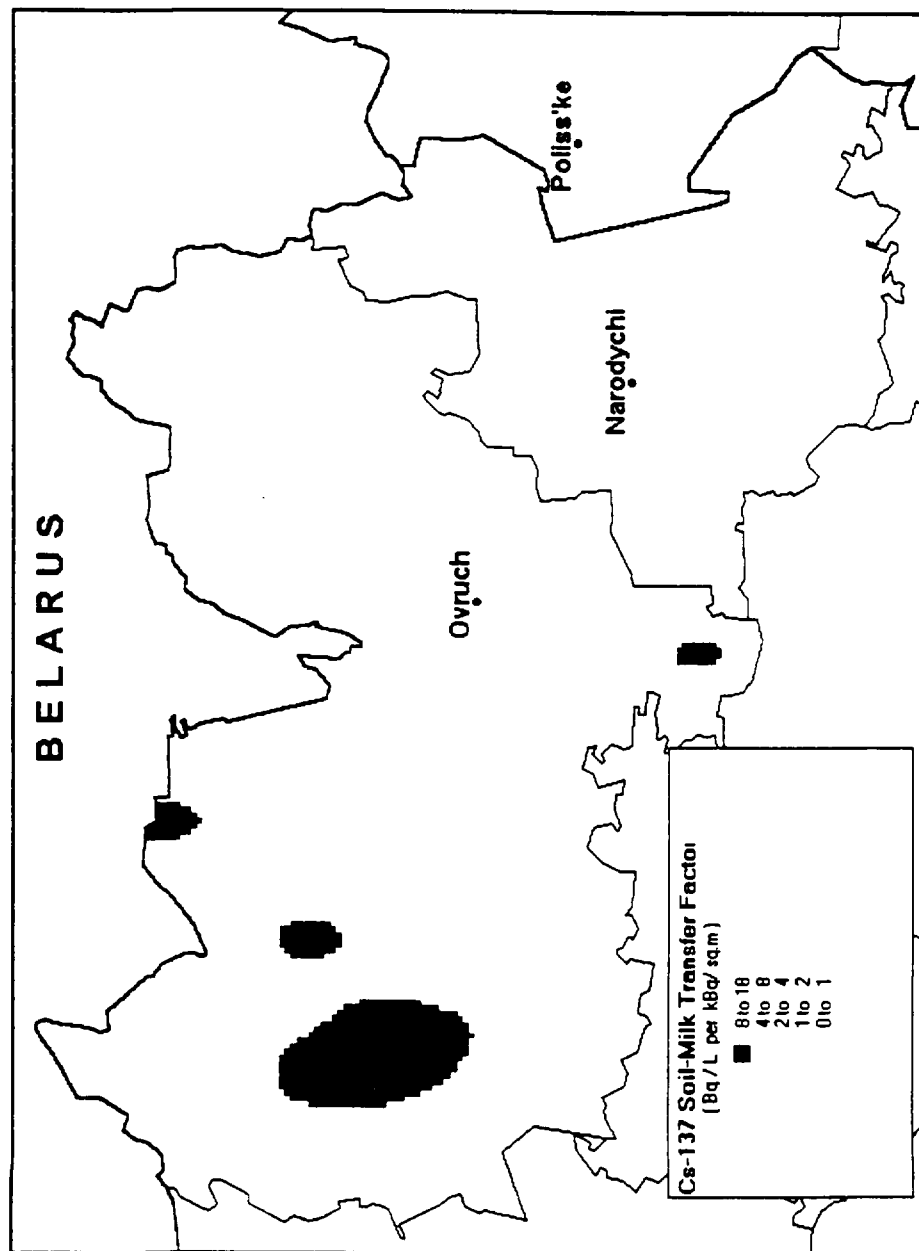 BELARUS
Poliss'ke
Narodychi
Ovruch
Cs-137 Soil-Milk Transfer Factor
(Bq/L per kBq/sq.m)
8 to 18
4 to 8
2 to 4
1 to 2
0 to 1